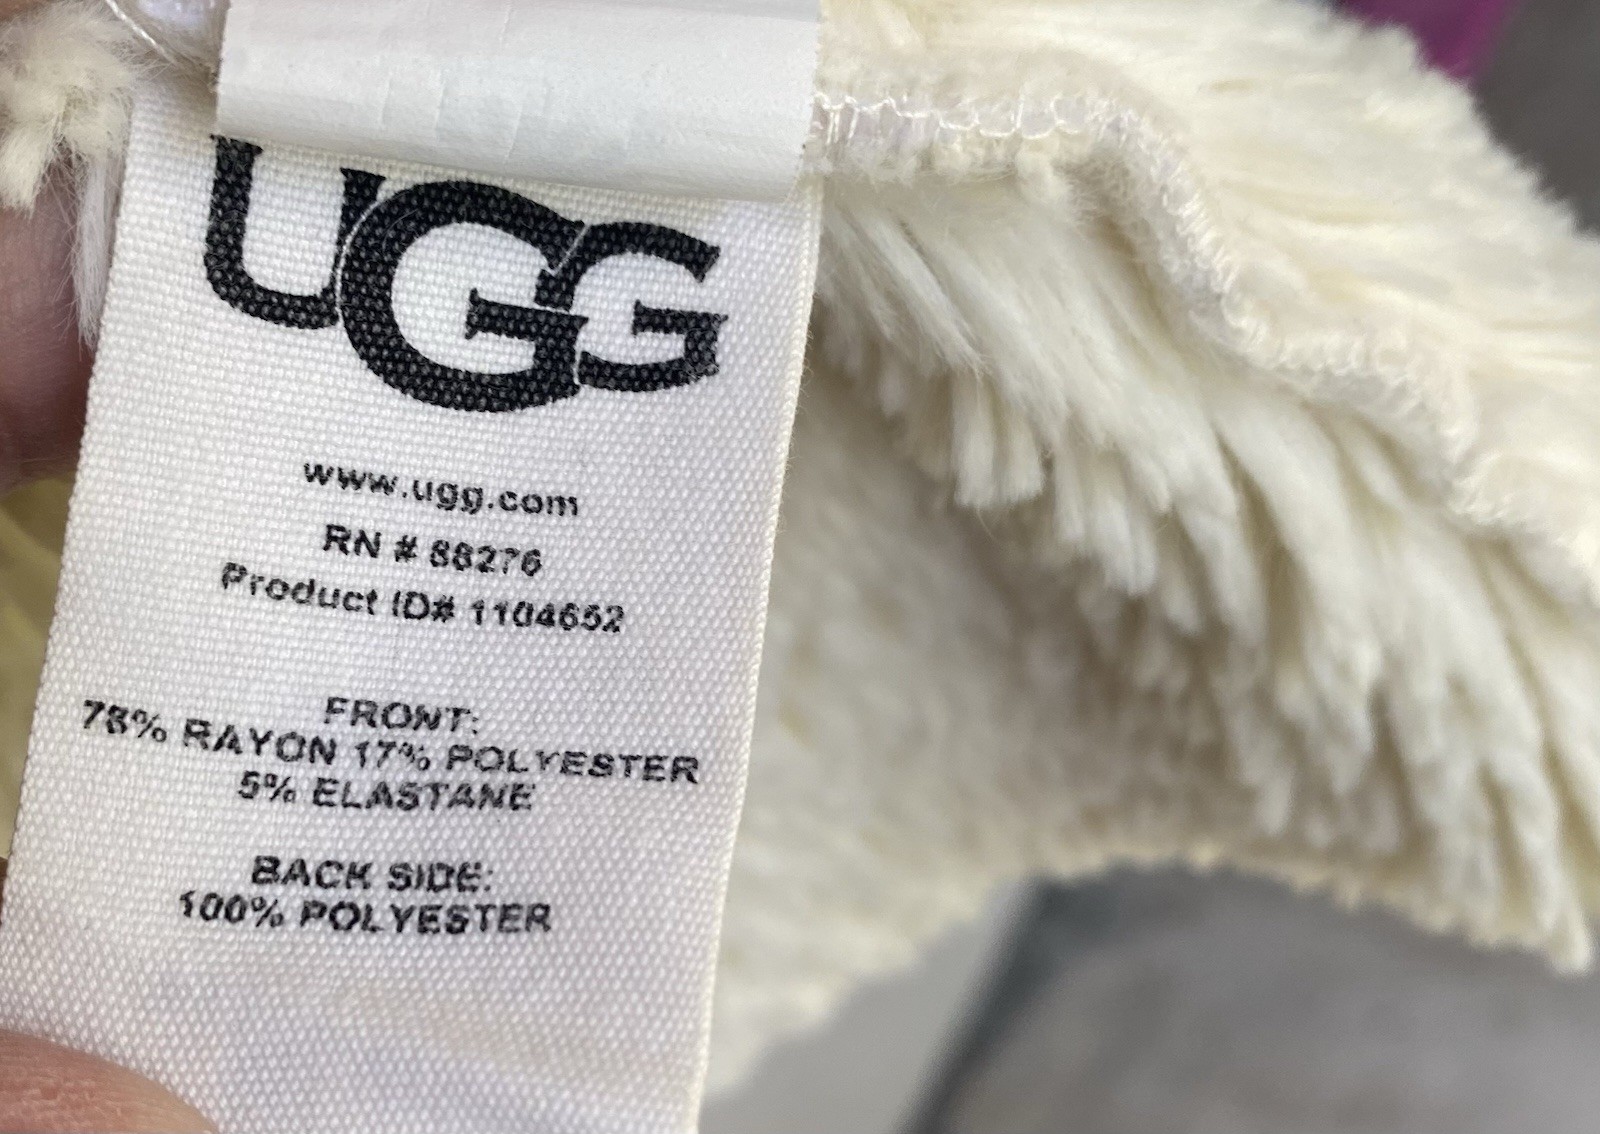 UGG
www.ugg.com
RN # 88276
Product ID# 1104652
FRONT:
78% RAYON 17% POLYESTER
5% ELASTANE
BACK SIDE:
100% POLYESTER